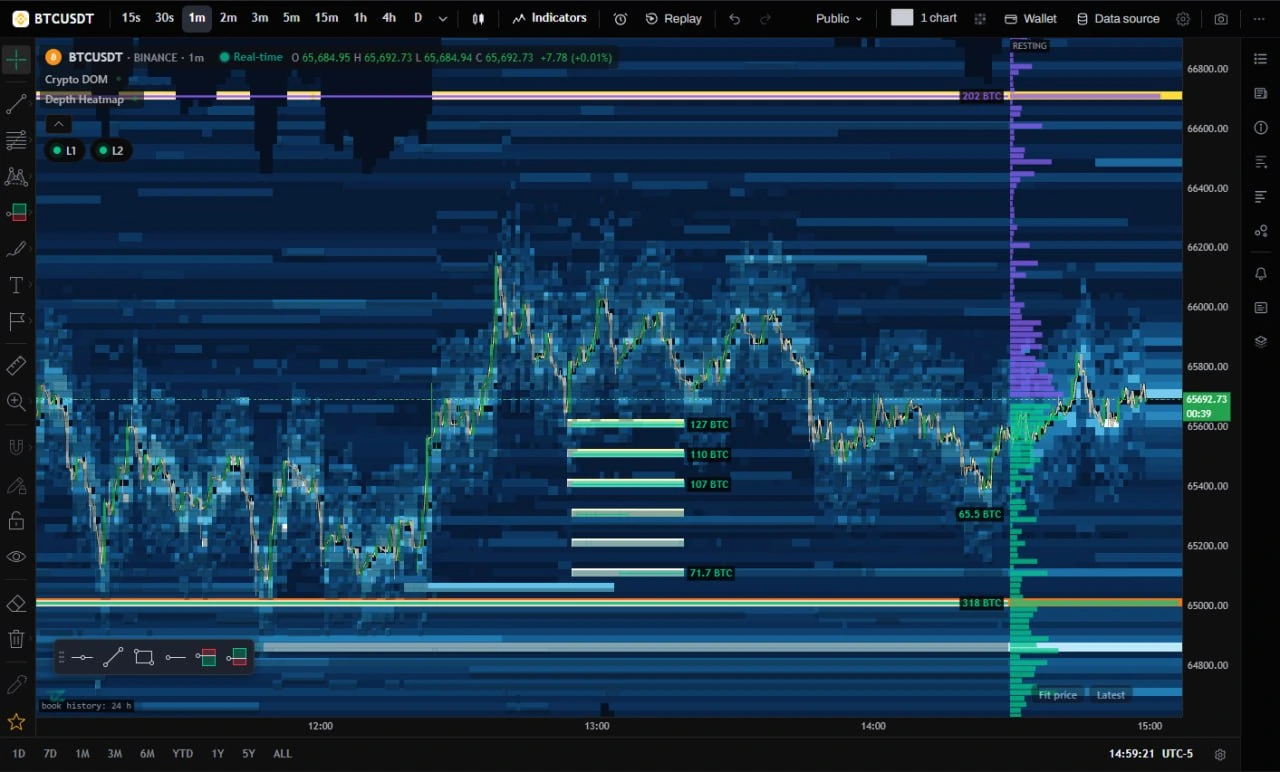 BTCUSDT 15s 30s 1m 2m 3m 5m 15m 1h 4h D Indicators Replay Public 1 chart Wallet Data source
BTCUSDT · BINANCE · 1m Real-time O 65,684.95 H 65,692.73 L 65,684.94 C 65,692.73 +7.78 (+0.01%)
Crypto DOM
Depth Heatmap
L1 L2
RESTING
202 BTC
127 BTC
110 BTC
107 BTC
65.5 BTC
71.7 BTC
318 BTC
66800.00
66600.00
66400.00
66200.00
66000.00
65800.00
65692.73
00:39
65600.00
65400.00
65200.00
65000.00
64800.00
Fit price Latest
book history: 24 h
12:00 13:00 14:00 15:00
1D 7D 1M 3M 6M YTD 1Y 5Y ALL 14:59:21 UTC-5